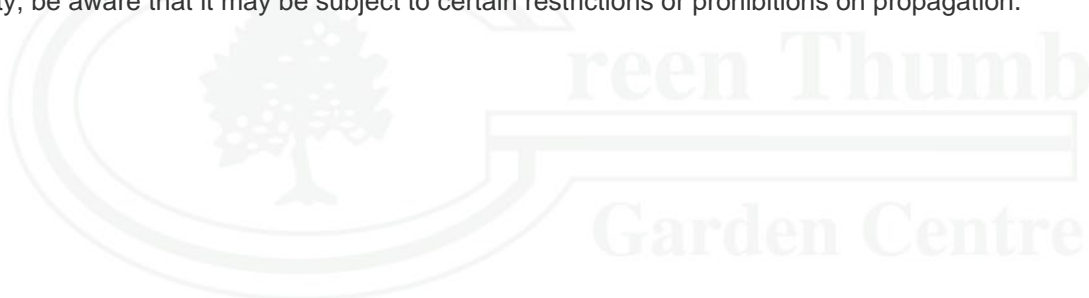 ty, be aware that it may be subject to certain restrictions or prohibitions on propagation.
reen Thumb
Garden Centre